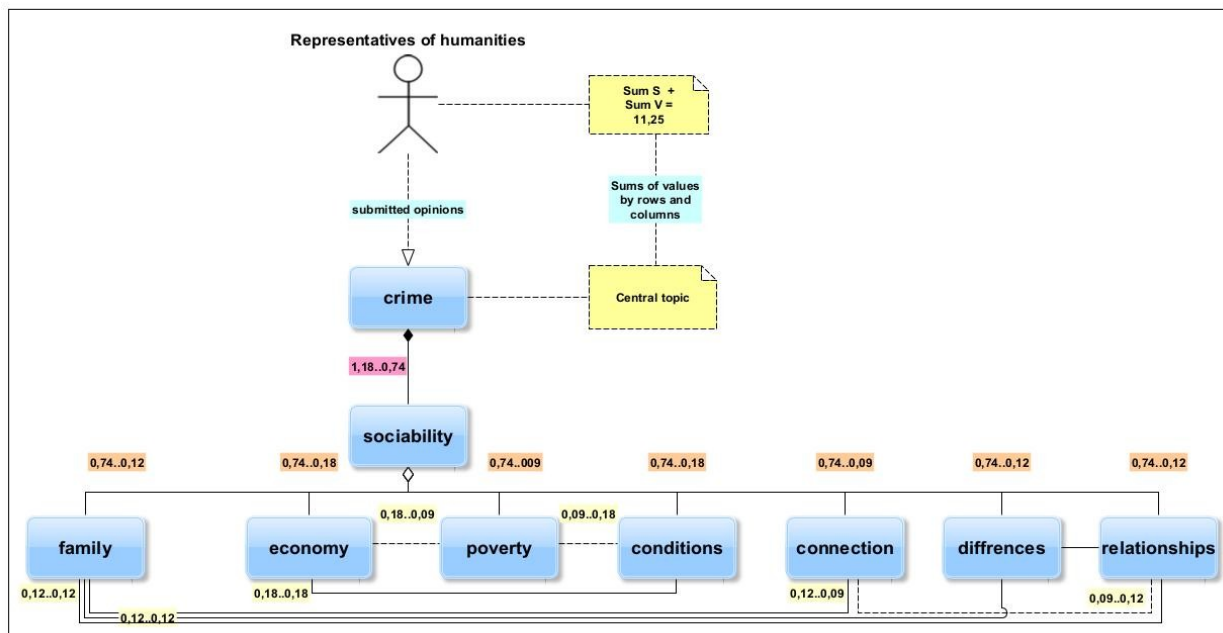 Representatives of humanities
Sum S +
Sum V =
11,25
Sums of values
by rows and
columns
submitted opinions
crime
Central topic
1,18..0,74
sociability
0,74..0,12
0,74..0,18
0,74..009
0,74..0,18
0,74..0,09
0,74..0,12
0,74..0,12
0,18..0,09
0,09..0,18
family
economy
poverty
conditions
connection
diffrences
relationships
0,12..0,12
0,18..0,18
0,12..0,09
0,09..0,12
0,12..0,12